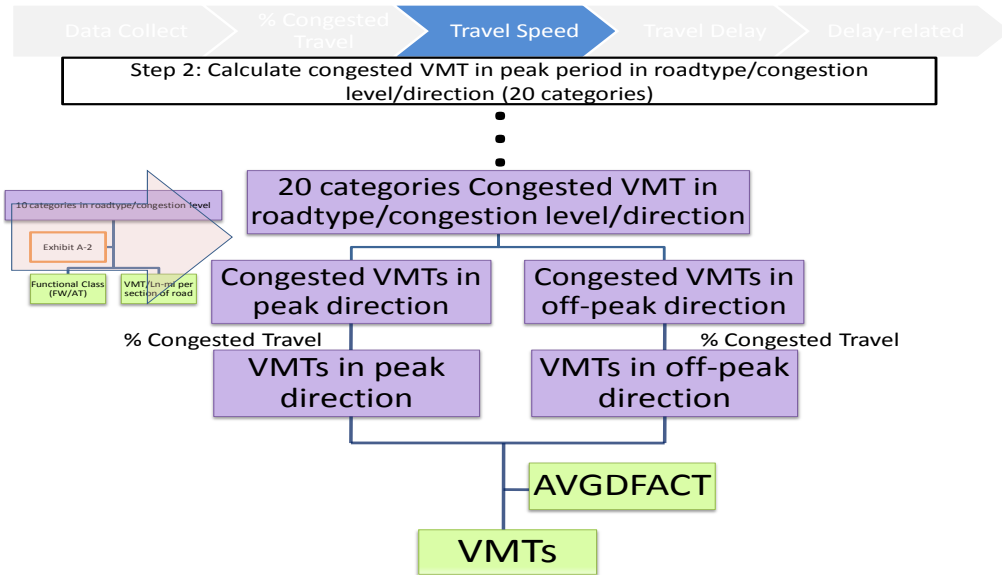 Data Collect
% Congested
Travel
Travel Speed
Travel Delay
Delay-related
Step 2: Calculate congested VMT in peak period in roadtype/congestion
level/direction (20 categories)
20 categories Congested VMT in
roadtype/congestion level/direction
10 categories in roadtype/congestion level
Exhibit A-2
Functional Class
(FW/AT)
VMT/Ln-mi per
section of road
Congested VMTs in
peak direction
Congested VMTs in
off-peak direction
% Congested Travel
% Congested Travel
VMTs in peak
direction
VMTs in off-peak
direction
AVGDFACT
VMTs